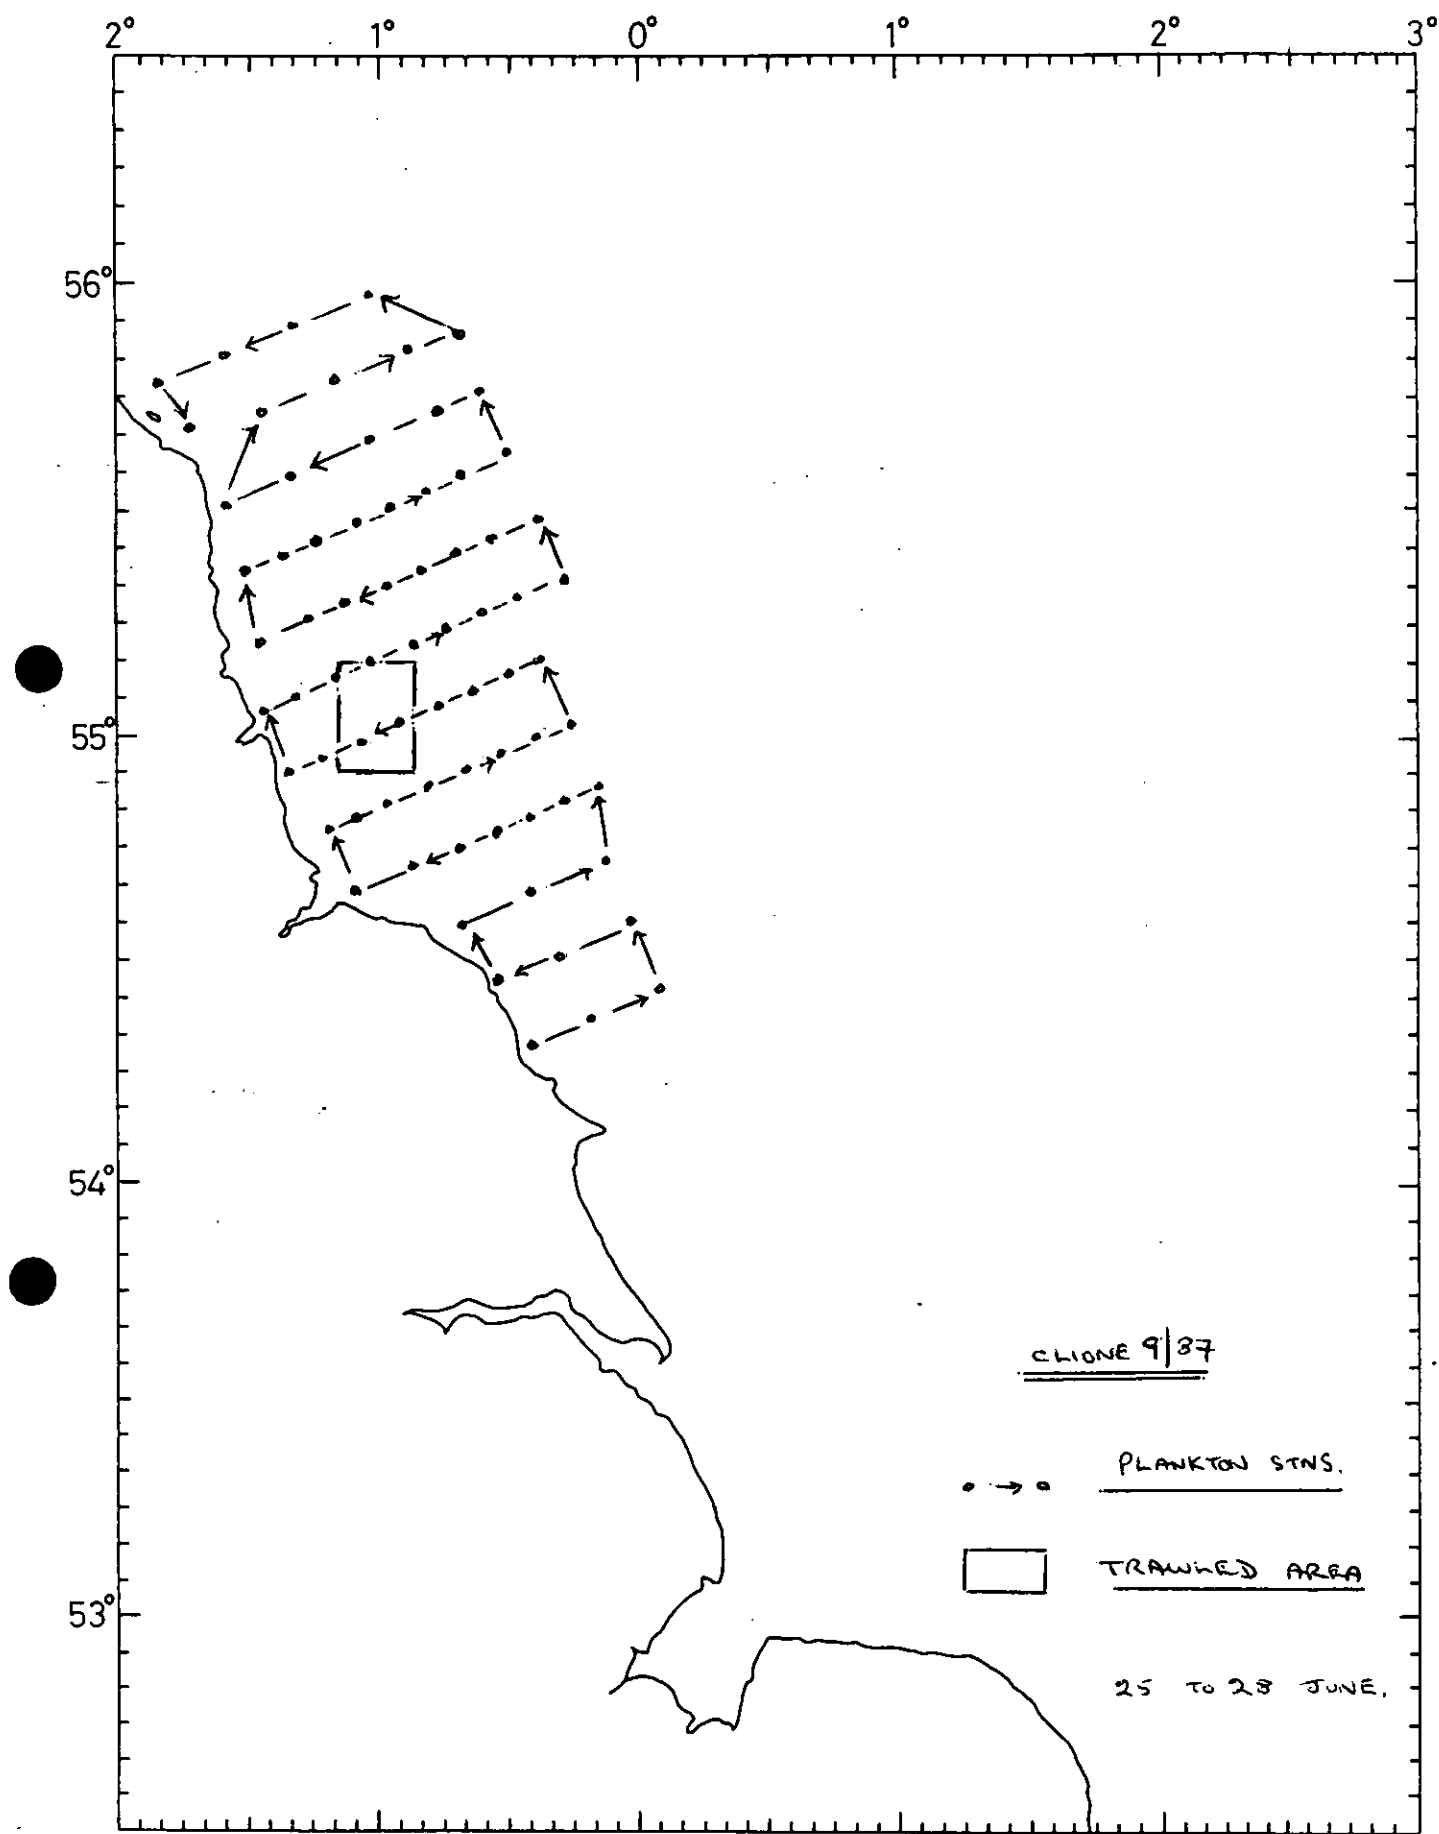 2° 1° 0° 1° 2° 3°
56°
55°
54°
53°
CLIONE 9/87
PLANKTON STNS.
TRAWLED AREA
25 TO 28 JUNE.